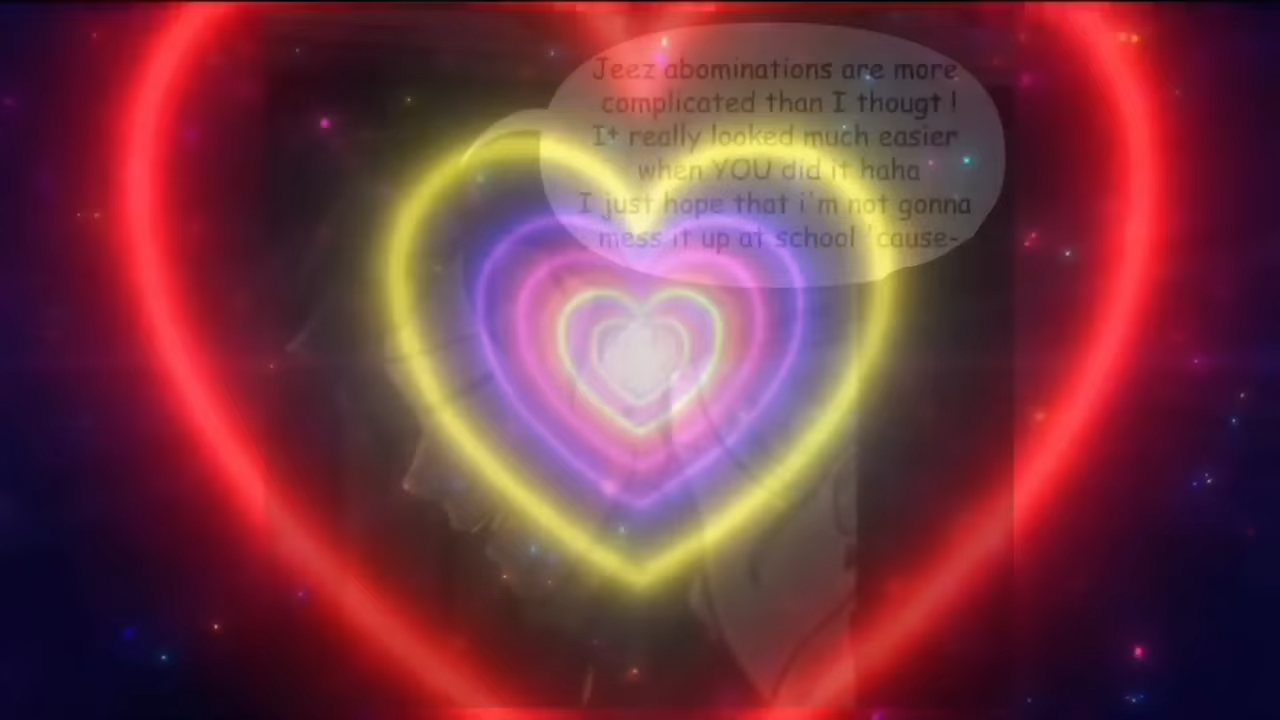 Jeez abominations are more
complicated than I thougt !
It really looked much easier
when YOU did it haha
I just hope that i'm not gonna
mess it up at school 'cause-